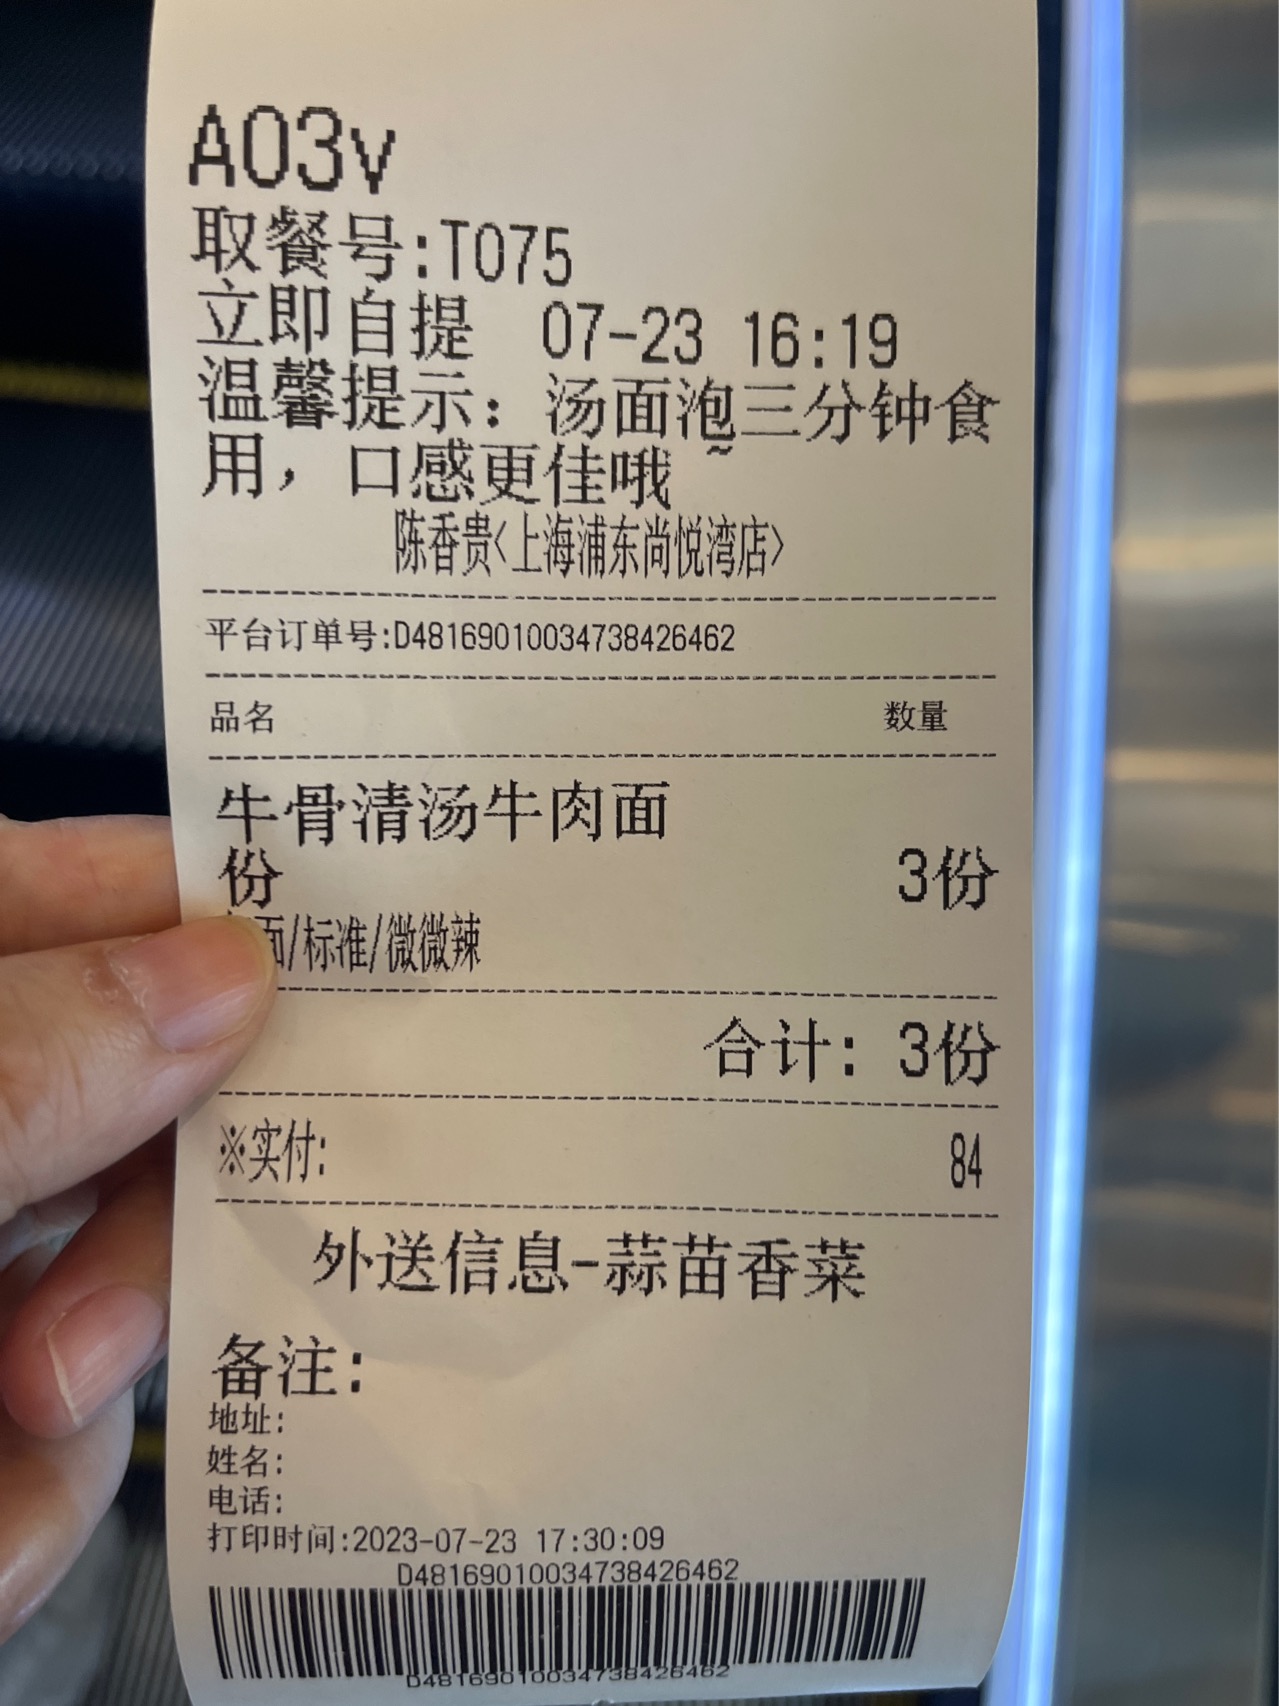 A03v
取餐号:T075
立即自提 07-23 16:19
温馨提示：汤面泡三分钟食
用，口感更佳哦~
陈香贵<上海浦东尚悦湾店>
平台订单号:D48169010034738426462
品名 数量
牛骨清汤牛肉面
份 3份
面/标准/微微辣
合计：3份
※实付: 84
外送信息-蒜苗香菜
备注:
地址:
姓名:
电话:
打印时间:2023-07-23 17:30:09
D48169010034738426462
D48169010034738426462